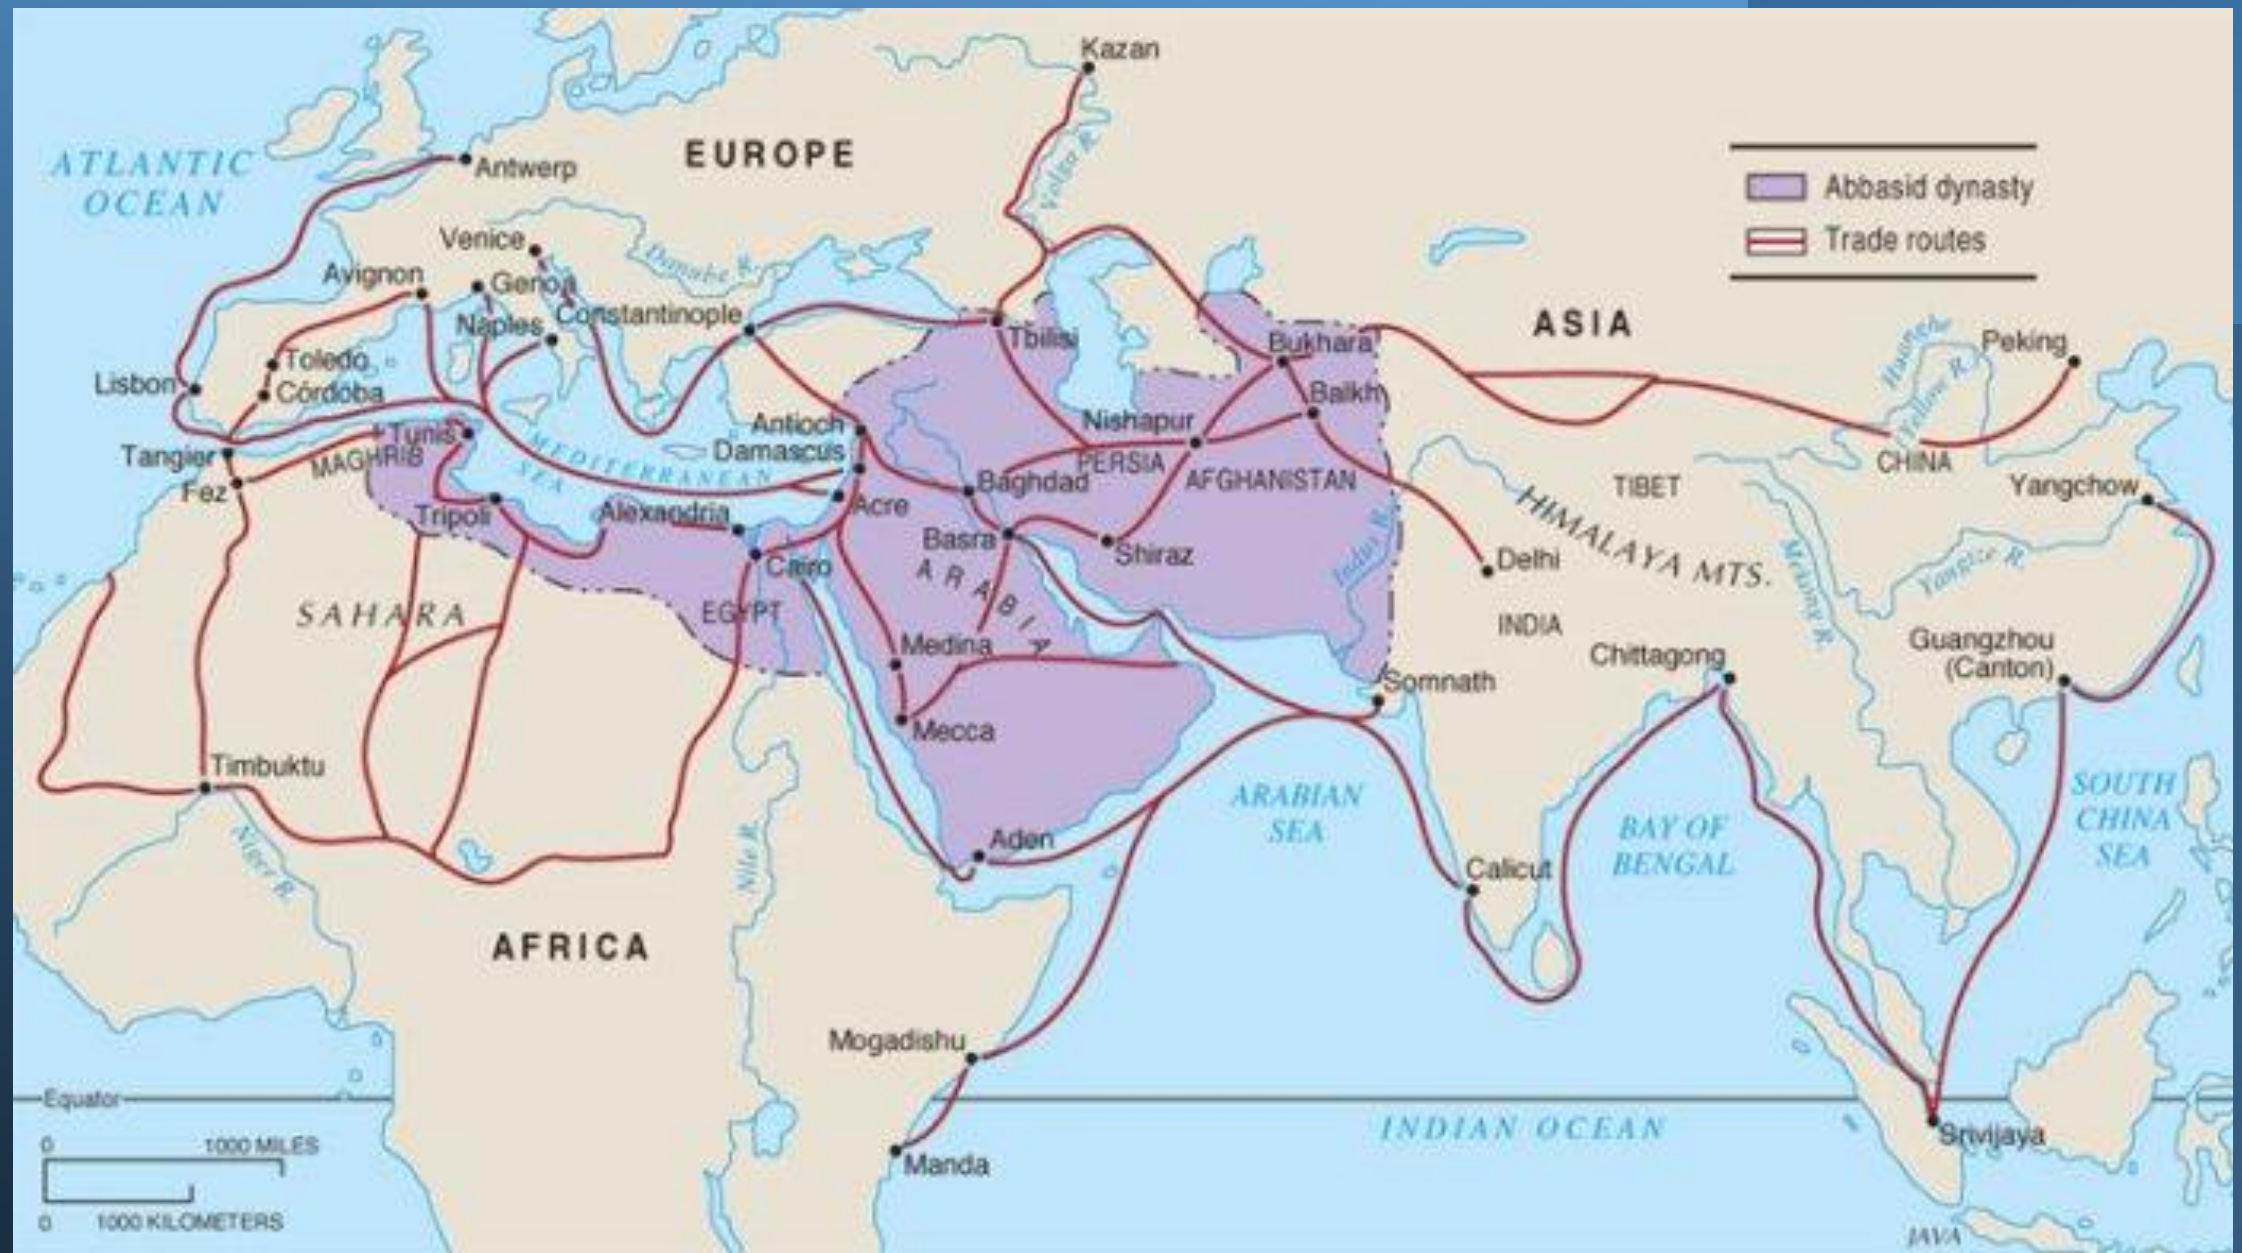 Kazan
ATLANTIC
OCEAN
EUROPE
Antwerp
Volga R.
Abbasid dynasty
Trade routes
Venice
Danube R.
Avignon
Genoa
Naples
Constantinople
Tbilisi
ASIA
Bukhara
Huanghe
(Yellow R.)
Peking
Toledo
Lisbon
Córdoba
Balkh
Antioch
Nishapur
Tunis
MEDITERRANEAN
SEA
Damascus
Tangier
MAGHRIB
PERSIA
CHINA
Fez
Baghdad
AFGHANISTAN
TIBET
Yangchow
Tripoli
Alexandria
Acre
HIMALAYA MTS.
Basra
Shiraz
Indus R.
Mekong R.
Yangtze R.
Cairo
ARABIA
Delhi
SAHARA
EGYPT
INDIA
Medina
Chittagong
Guangzhou
(Canton)
Somnath
Mecca
Timbuktu
ARABIAN
SEA
SOUTH
CHINA
SEA
Niger R.
Nile R.
Aden
BAY OF
BENGAL
Calicut
AFRICA
Mogadishu
Equator
INDIAN OCEAN
Srivijaya
Manda
0 1000 MILES
0 1000 KILOMETERS
JAVA